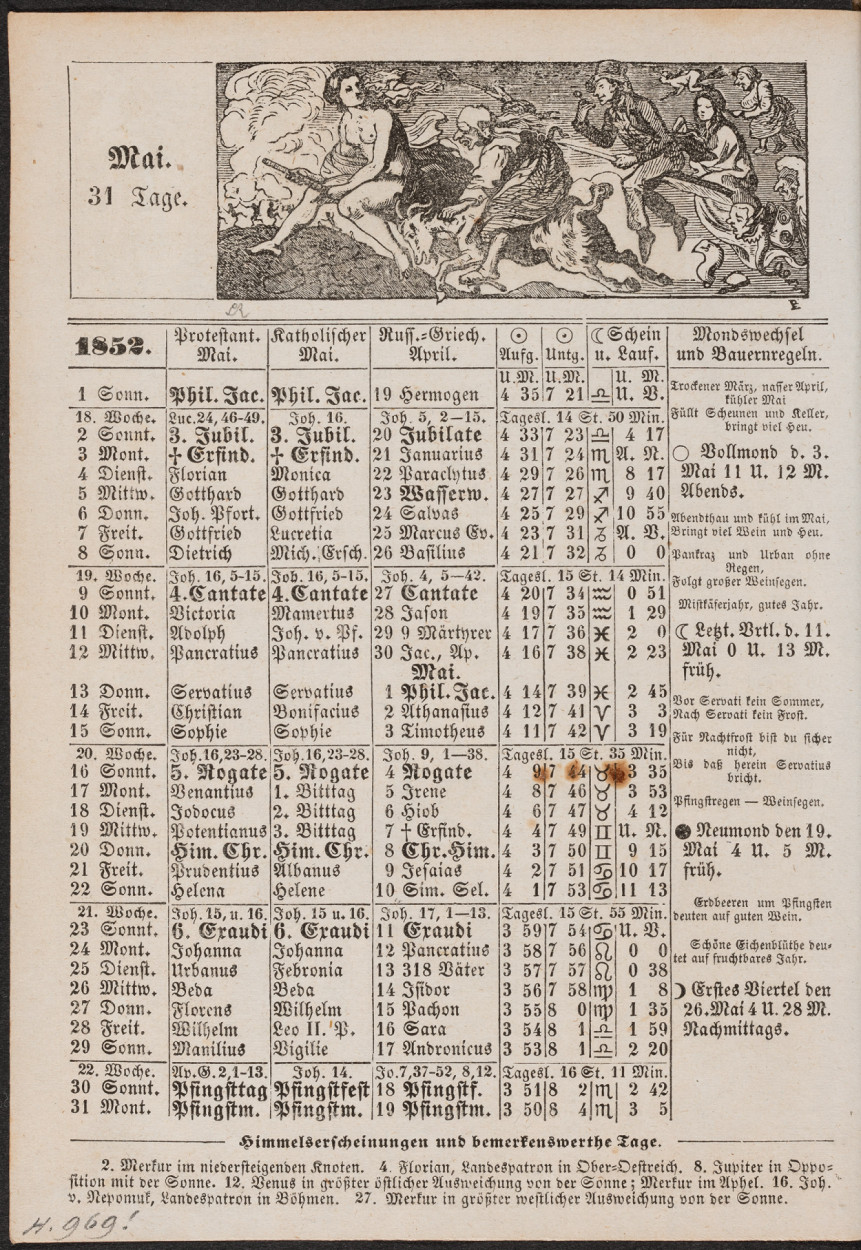 Mai.
31 Tage.
1852. Protestant. Mai. Katholischer Mai. Russ.-Griech. April. ☉ Aufg. ☉ Untg. ☾ Schein u. Lauf. Mondswechsel und Bauernregeln.
U.M. U.M. U. M.
1 Sonn. Phil. Jac. Phil. Jac. 19 Hermogen 4 35 7 21 ♎ U. V.
18. Woche. Luc.24, 46-49. Joh. 16. Joh. 5, 2—15. Tagesl. 14 St. 50 Min.
2 Sonnt. 3. Jubil. 3. Jubil. 20 Jubilate 4 33 7 23 ♎ 4 17
3 Mont. † Erfind. † Erfind. 21 Januarius 4 31 7 24 ♏ A. N.
4 Dienst. Florian Monica 22 Paraclytus 4 29 7 26 ♏ 8 17
5 Mittw. Gotthard Gotthard 23 Wasserw. 4 27 7 27 ♐ 9 40
6 Donn. Joh. Pfort. Gottfried 24 Salvas 4 25 7 29 ♐ 10 55
7 Freit. Gottfried Lucretia 25 Marcus Ev. 4 23 7 31 ♑ A. V.
8 Sonn. Dietrich Mich. Ersch. 26 Basilius 4 21 7 32 ♑ 0 0
19. Woche. Joh. 16, 5-15. Joh. 16, 5-15. Joh. 4, 5—42. Tagesl. 15 St. 14 Min.
9 Sonnt. 4. Cantate 4. Cantate 27 Cantate 4 20 7 34 ♒ 0 51
10 Mont. Victoria Mamertus 28 Jason 4 19 7 35 ♒ 1 29
11 Dienst. Adolph Joh. v. Pf. 29 9 Märtyrer 4 17 7 36 ♓ 2 0
12 Mittw. Pancratius Pancratius 30 Jac., Ap. 4 16 7 38 ♓ 2 23
Mai.
13 Donn. Servatius Servatius 1 Phil. Jac. 4 14 7 39 ♓ 2 45
14 Freit. Christian Bonifacius 2 Athanasius 4 12 7 41 ♈ 3 3
15 Sonn. Sophie Sophie 3 Timotheus 4 11 7 42 ♈ 3 19
20. Woche. Joh.16,23-28. Joh.16,23-28. Joh. 9, 1—38. Tagesl. 15 St. 35 Min.
16 Sonnt. 5. Rogate 5. Rogate 4 Rogate 4 9 7 44 ♉ 3 35
17 Mont. Venantius 1. Bitttag 5 Irene 4 8 7 46 ♉ 3 53
18 Dienst. Jodocus 2. Bitttag 6 Hiob 4 6 7 47 ♉ 4 12
19 Mittw. Potentianus 3. Bitttag 7 † Erfind. 4 4 7 49 ♊ U. N.
20 Donn. Him. Chr. Him. Chr. 8 Chr. Him. 4 3 7 50 ♊ 9 15
21 Freit. Prudentius Albanus 9 Jesaias 4 2 7 51 ♋ 10 17
22 Sonn. Helena Helene 10 Sim. Sel. 4 1 7 53 ♋ 11 13
21. Woche. Joh. 15, u. 16. Joh. 15 u. 16. Joh. 17, 1—13. Tagesl. 15 St. 55 Min.
23 Sonnt. 6. Exaudi 6. Exaudi 11 Exaudi 3 59 7 54 ♋ U. V.
24 Mont. Johanna Johanna 12 Pancratius 3 58 7 56 ♌ 0 0
25 Dienst. Urbanus Febronia 13 318 Väter 3 57 7 57 ♌ 0 38
26 Mittw. Beda Beda 14 Isidor 3 56 7 58 ♍ 1 8
27 Donn. Florens Wilhelm 15 Pachon 3 55 8 0 ♍ 1 35
28 Freit. Wilhelm Leo II. P. 16 Sara 3 54 8 1 ♎ 1 59
29 Sonn. Manilius Vigilie 17 Andronicus 3 53 8 1 ♎ 2 20
22. Woche. Ap.G. 2,1-13. Joh. 14. Jo.7,37-52, 8,12. Tagesl. 16 St. 11 Min.
30 Sonnt. Pfingsttag Pfingstfest 18 Pfingstf. 3 51 8 2 ♏ 2 42
31 Mont. Pfingstm. Pfingstm. 19 Pfingstm. 3 50 8 4 ♏ 3 5
Trockener März, nasser April,
kühler Mai
Füllt Scheunen und Keller,
bringt viel Heu.
○ Vollmond d. 3.
Mai 11 U. 12 M.
Abends.
Abendthau und kühl im Mai,
Bringt viel Wein und Heu.
Pankraz und Urban ohne
Regen,
Folgt großer Weinsegen.
Mistkäferjahr, gutes Jahr.
☾ Letzt. Vrtl. d. 11.
Mai 0 U. 13 M.
früh.
Vor Servati kein Sommer,
Nach Servati kein Frost.
Für Nachtfrost bist du sicher
nicht,
Bis daß herein Servatius
bricht.
Pfingstregen — Weinsegen.
● Neumond den 19.
Mai 4 U. 5 M.
früh.
Erdbeeren um Pfingsten
deuten auf guten Wein.
Schöne Eichenblüthe deu-
tet auf fruchtbares Jahr.
☽ Erstes Viertel den
26. Mai 4 U. 28 M.
Nachmittags.
Himmelserscheinungen und bemerkenswerthe Tage.
2. Merkur im niedersteigenden Knoten. 4. Florian, Landespatron in Ober-Oestreich. 8. Jupiter in Oppo-
sition mit der Sonne. 12. Venus in größter östlicher Ausweichung von der Sonne; Merkur im Aphel. 16. Joh.
v. Nepomuk, Landespatron in Böhmen. 27. Merkur in größter westlicher Ausweichung von der Sonne.
H. 969!